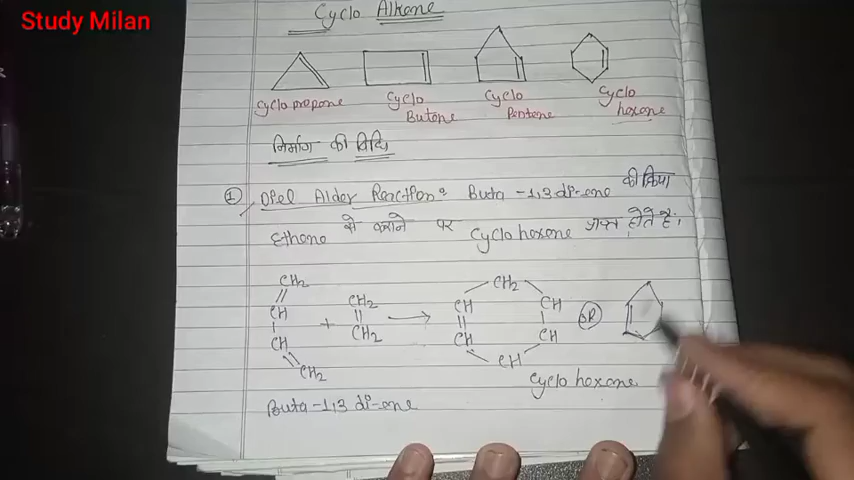 Study Milan
Cyclo Alkene
Cyclo propene
Cyclo Butene
Cyclo Pentene
Cyclo hexene
निर्माण की विधि
① Diel Alder Reaction: Buta -1,3 di-ene की क्रिया
Ethene से कराने पर Cyclo hexene प्राप्त होते है।
CH2 CH2
CH CH2 CH CH
+ OR
CH CH2 CH CH
CH2 CH
Cyclo hexene
Buta -1,3 di-ene